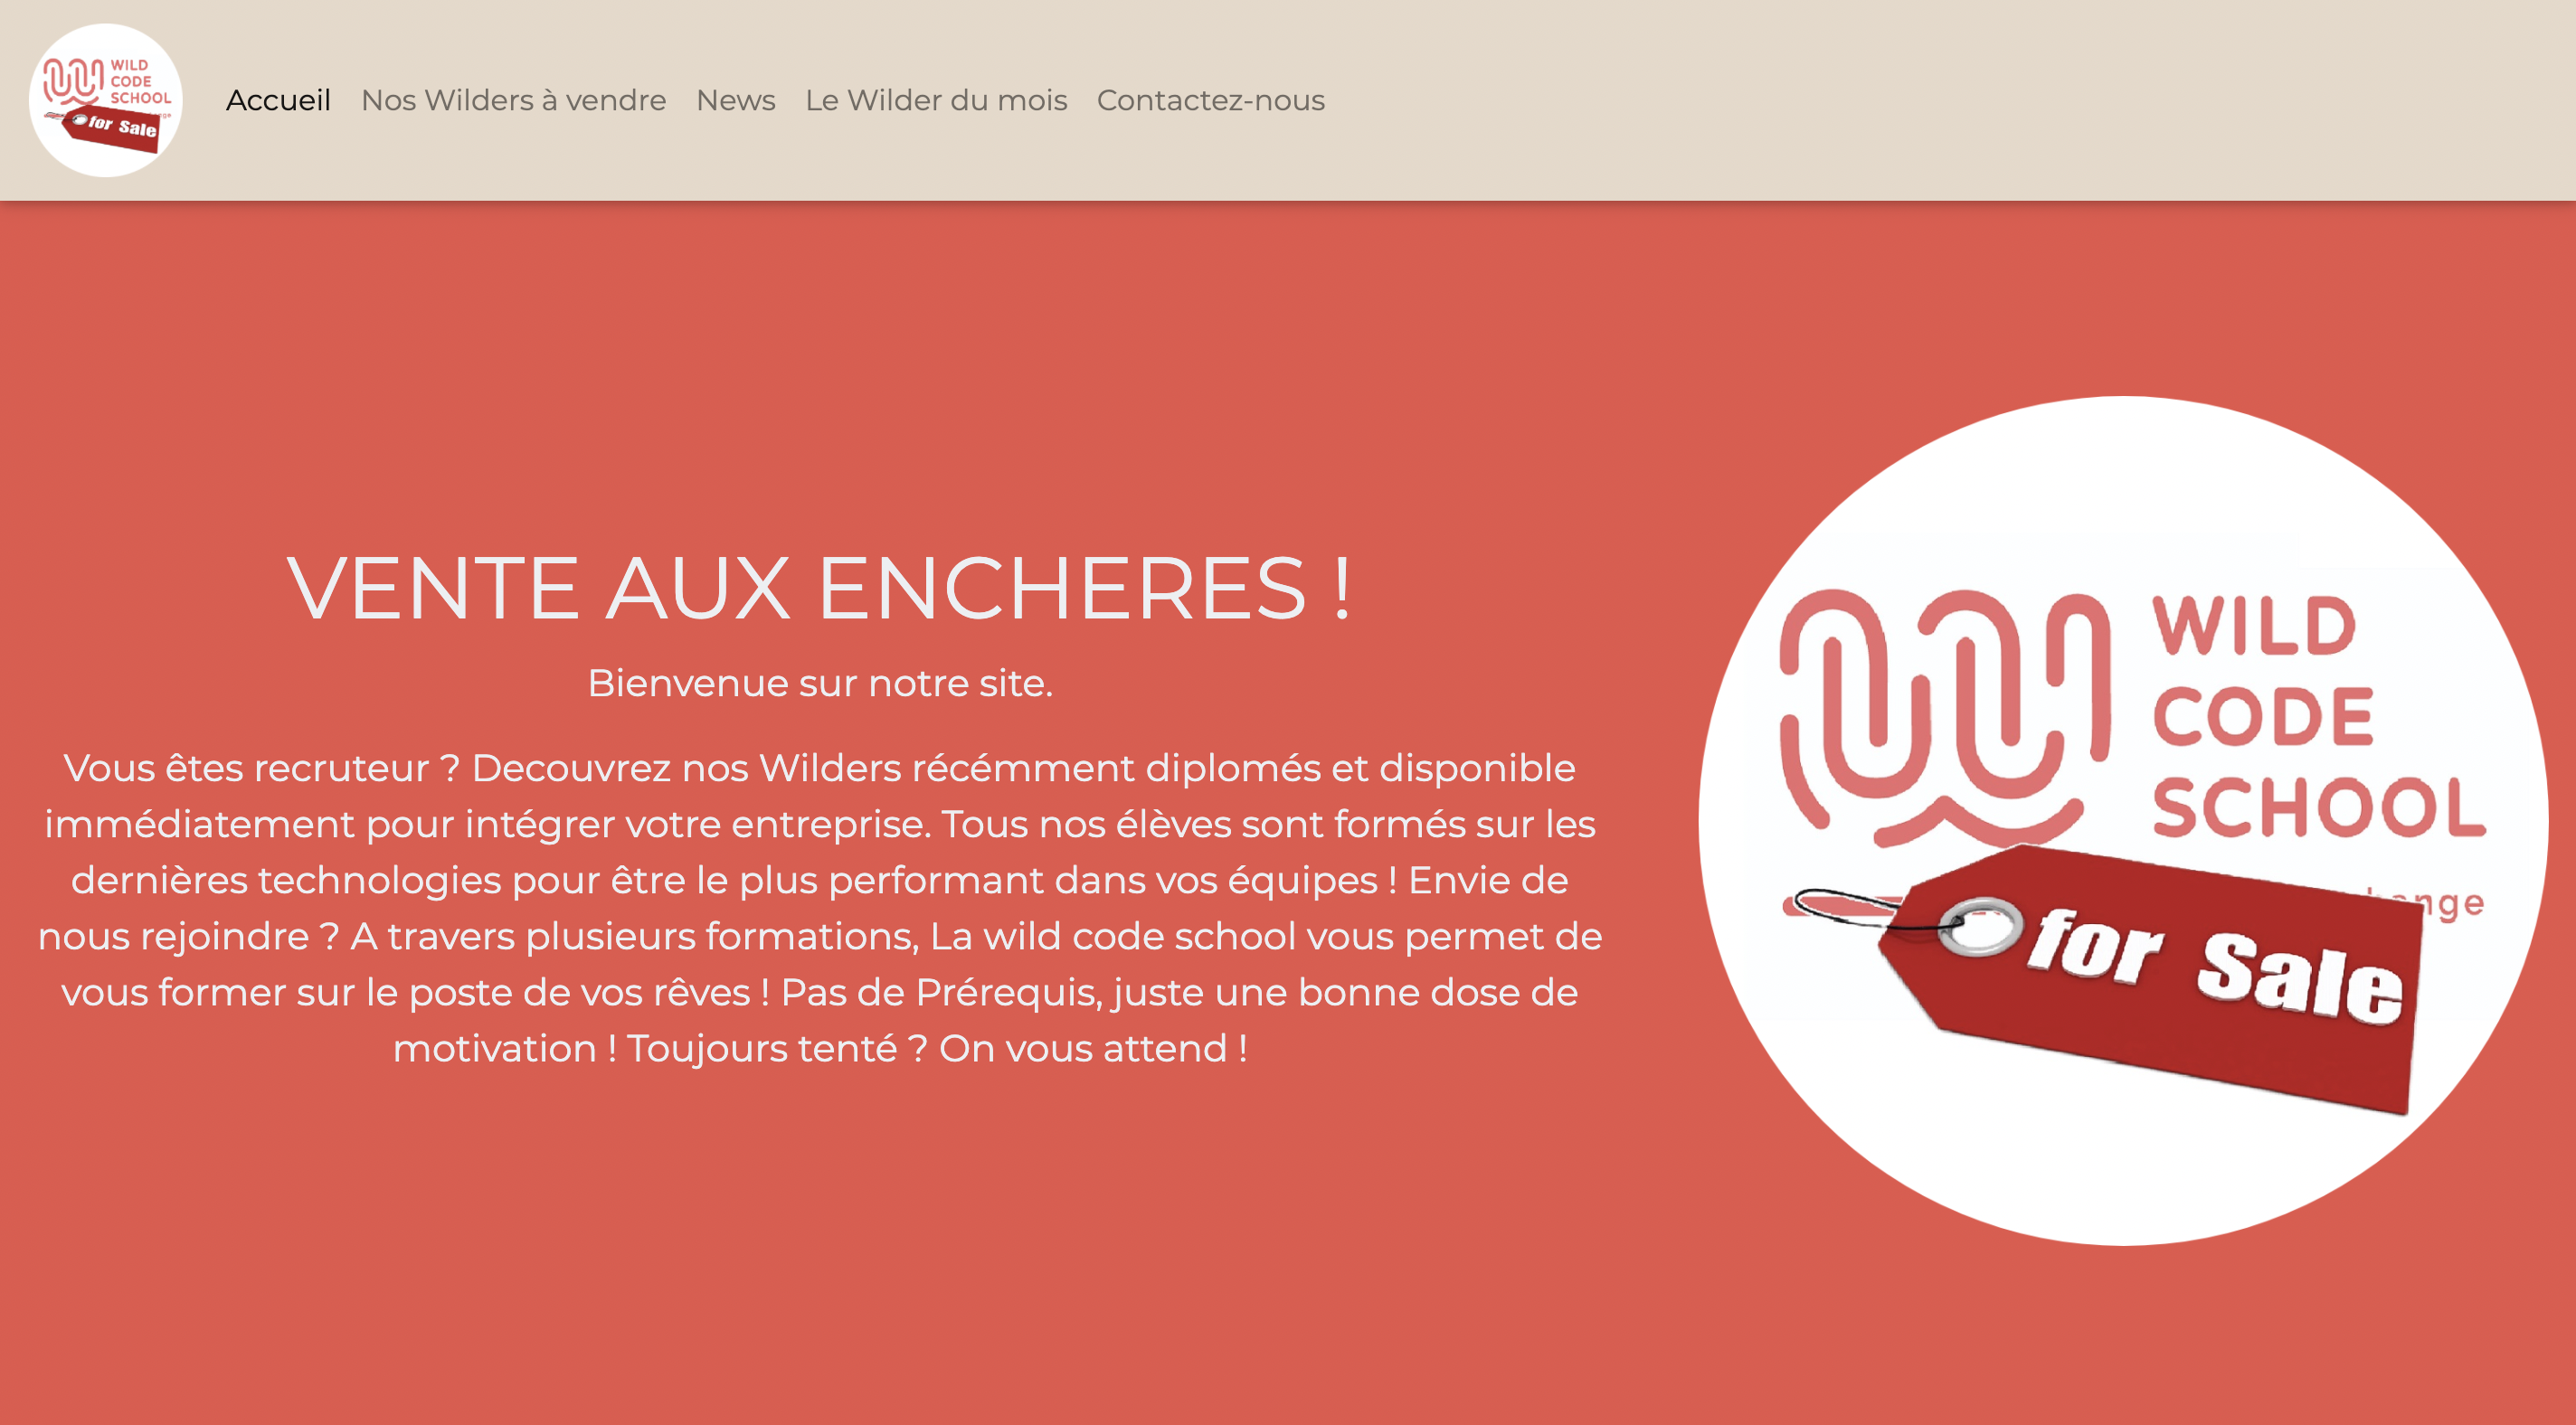 WILD
CODE
SCHOOL
for Sale
Accueil Nos Wilders à vendre News Le Wilder du mois Contactez-nous
VENTE AUX ENCHERES !
Bienvenue sur notre site.
Vous êtes recruteur ? Decouvrez nos Wilders récémment diplomés et disponible
immédiatement pour intégrer votre entreprise. Tous nos élèves sont formés sur les
dernières technologies pour être le plus performant dans vos équipes ! Envie de
nous rejoindre ? A travers plusieurs formations, La wild code school vous permet de
vous former sur le poste de vos rêves ! Pas de Prérequis, juste une bonne dose de
motivation ! Toujours tenté ? On vous attend !
WILD
CODE
SCHOOL
for Sale